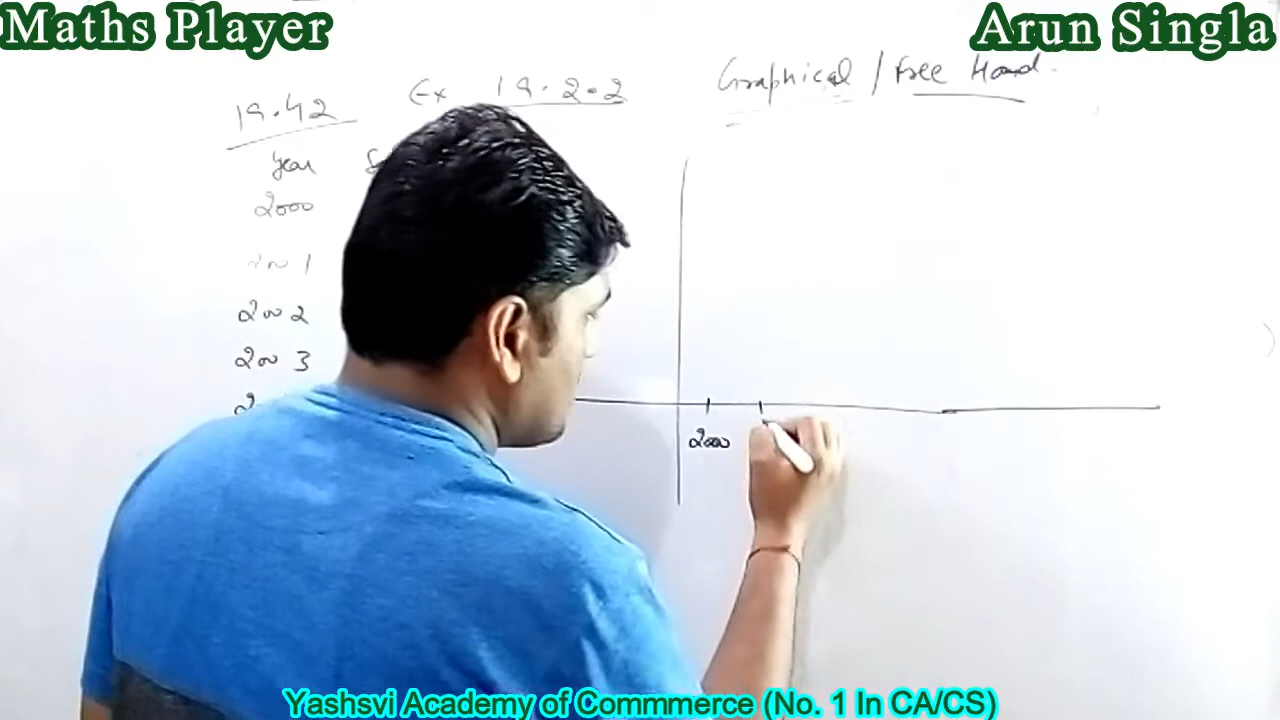 Maths Player
Arun Singla
Graphical / Free Hand.
Ex 19.2.2
19.42
Year
2000
2001
2002
2003
2000
Yashsvi Academy of Commmerce (No. 1 In CA/CS)